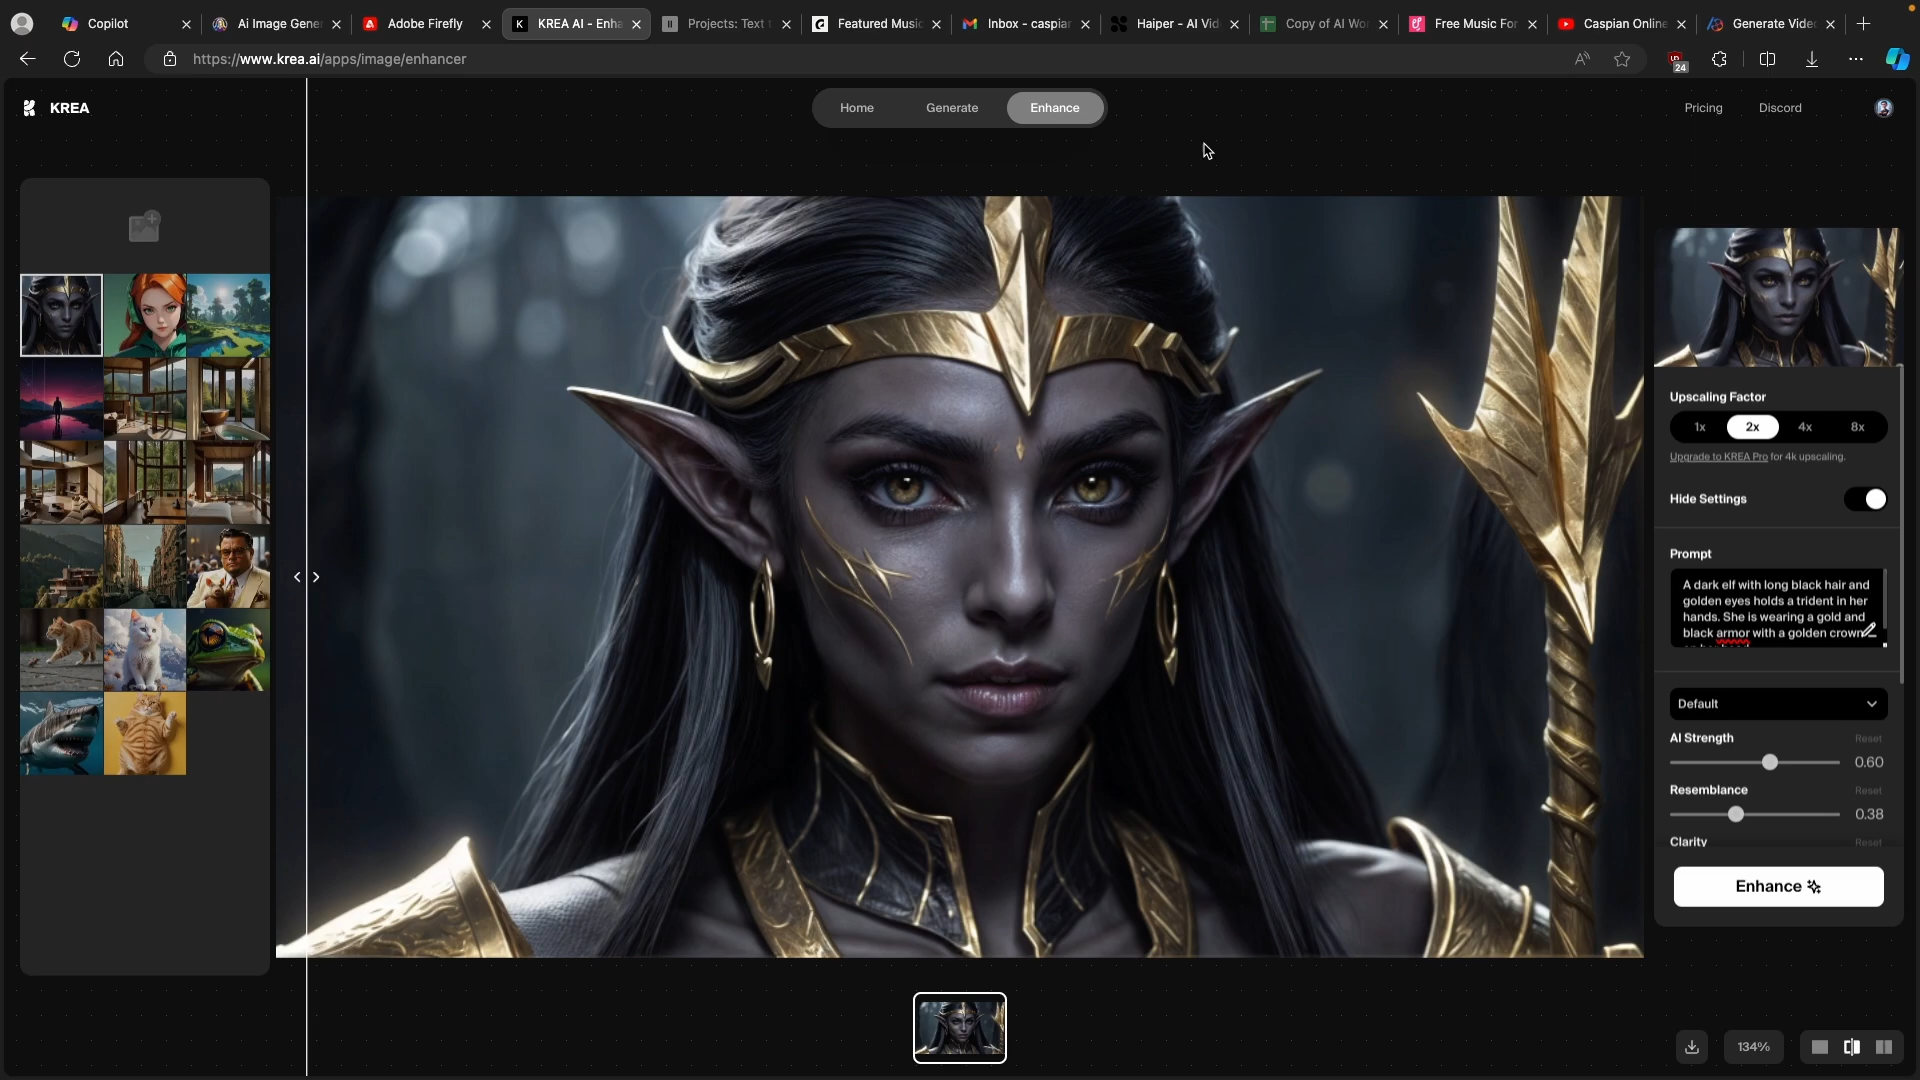 Copilot
Ai Image Gene
Adobe Firefly
KREA AI - Enha
Projects: Text t
Featured Music
Inbox - caspian
Haiper - AI Vid
Copy of AI Wor
Free Music For
Caspian Online
Generate Video
https://www.krea.ai/apps/image/enhancer
24
KREA
Home
Generate
Enhance
Pricing
Discord
Upscaling Factor
1x
2x
4x
8x
Upgrade to KREA Pro for 4k upscaling.
Hide Settings
Prompt
A dark elf with long black hair and
golden eyes holds a trident in her
hands. She is wearing a gold and
black armor with a golden crown
Default
AI Strength
Reset
0.60
Resemblance
Reset
0.38
Clarity
Reset
Enhance
134%